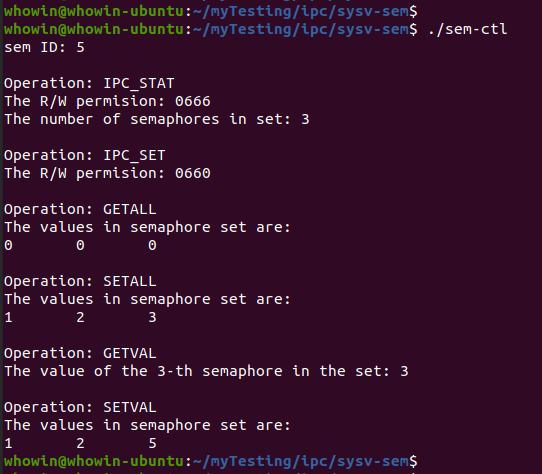 whowin@whowin-ubuntu:~/myTesting/ipc/sysv-sem$
whowin@whowin-ubuntu:~/myTesting/ipc/sysv-sem$ ./sem-ctl
sem ID: 5
Operation: IPC_STAT
The R/W permision: 0666
The number of semaphores in set: 3
Operation: IPC_SET
The R/W permision: 0660
Operation: GETALL
The values in semaphore set are:
0 0 0
Operation: SETALL
The values in semaphore set are:
1 2 3
Operation: GETVAL
The value of the 3-th semaphore in the set: 3
Operation: SETVAL
The values in semaphore set are:
1 2 5
whowin@whowin-ubuntu:~/myTesting/ipc/sysv-sem$